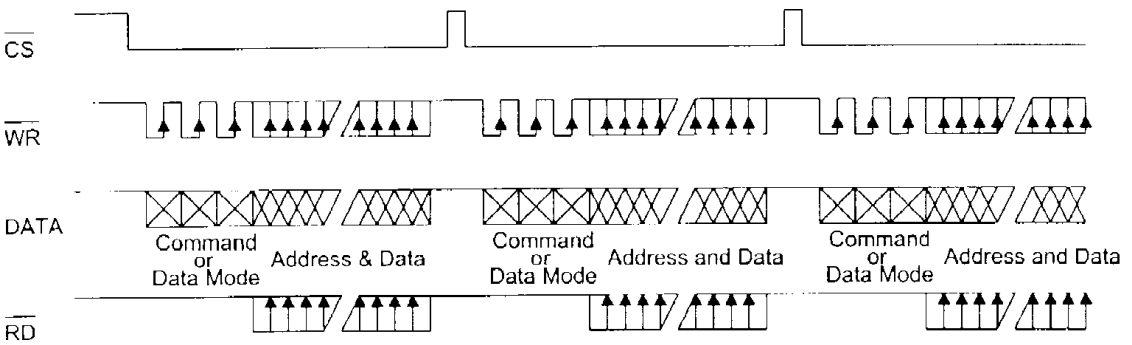 CS
WR
DATA
Command
or
Data Mode
Address & Data
Command
or
Data Mode
Address and Data
Command
or
Data Mode
Address and Data
RD